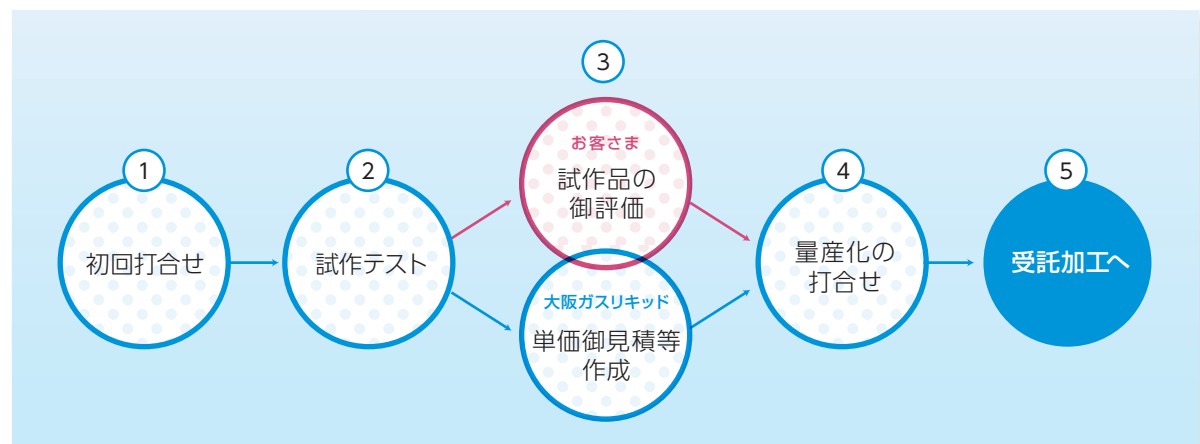 1
初回打合せ
2
試作テスト
3
お客さま
試作品の
御評価
大阪ガスリキッド
単価御見積等
作成
4
量産化の
打合せ
5
受託加工へ